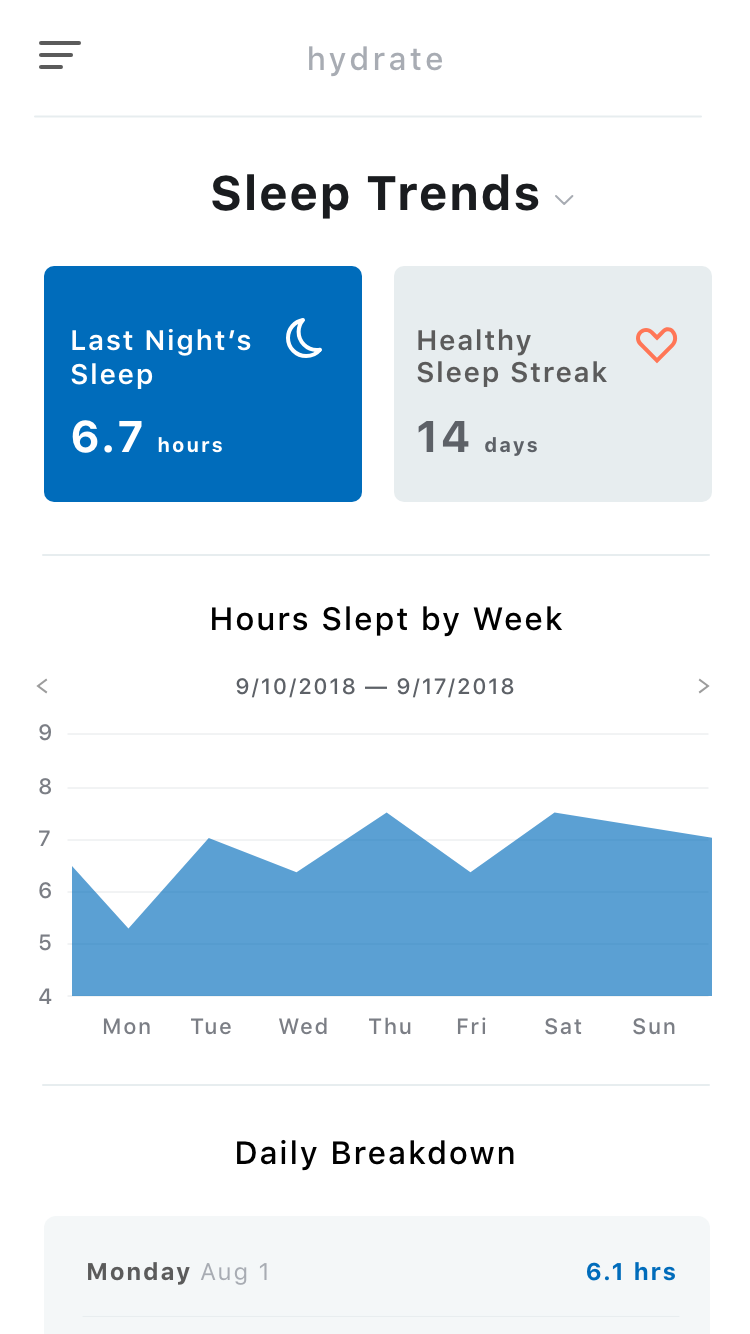 hydrate
Sleep Trends
Last Night’s
Sleep
6.7 hours
Healthy
Sleep Streak
14 days
Hours Slept by Week
< 9/10/2018 — 9/17/2018 >
9
8
7
6
5
4
Mon Tue Wed Thu Fri Sat Sun
Daily Breakdown
Monday Aug 1 6.1 hrs